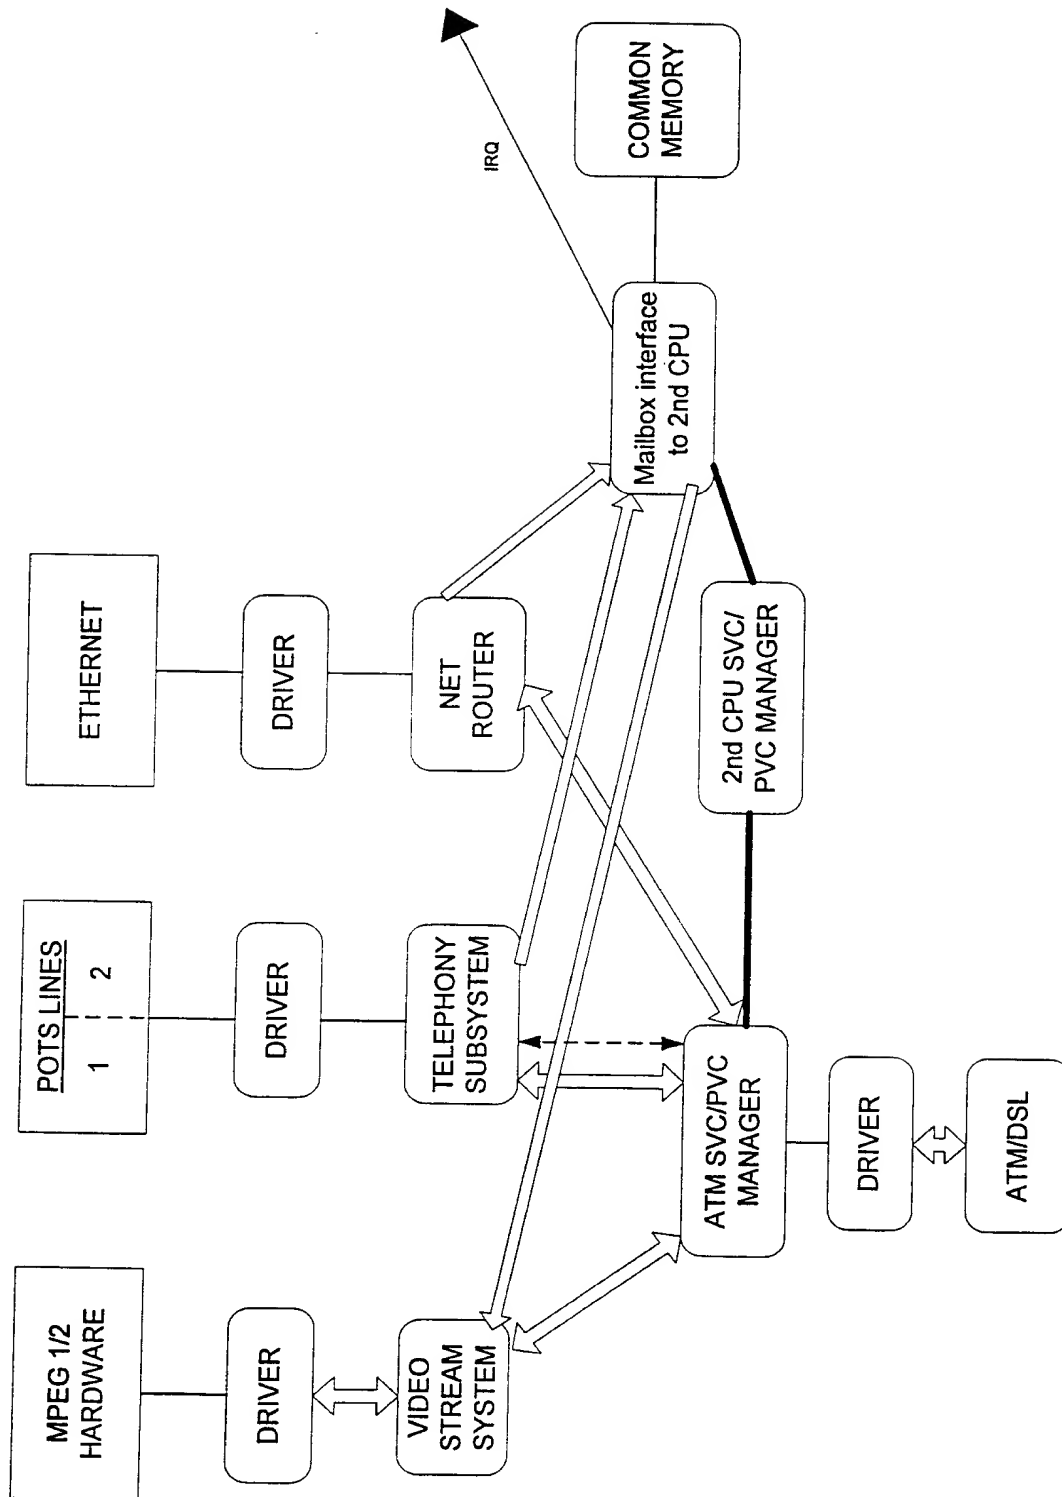 MPEG 1/2
HARDWARE
POTS LINES
1 2
ETHERNET
DRIVER
DRIVER
DRIVER
VIDEO
STREAM
SYSTEM
TELEPHONY
SUBSYSTEM
NET
ROUTER
IRQ
Mailbox interface
to 2nd CPU
COMMON
MEMORY
ATM SVC/PVC
MANAGER
2nd CPU SVC/
PVC MANAGER
DRIVER
ATM/DSL